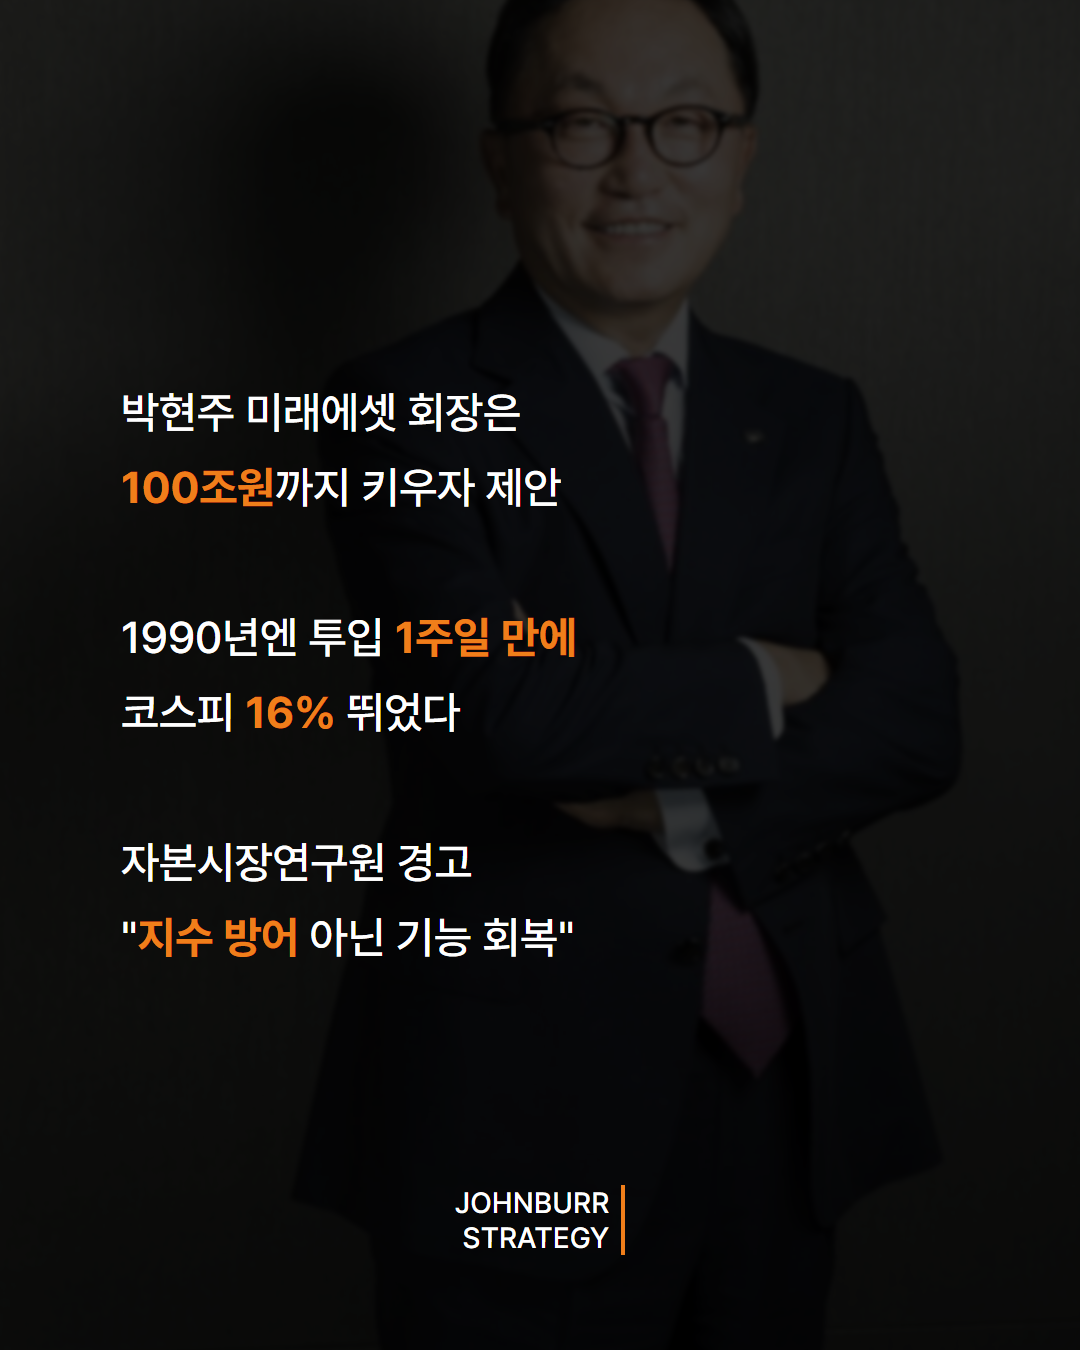 박현주 미래에셋 회장은
100조원까지 키우자 제안
1990년엔 투입 1주일 만에
코스피 16% 뛰었다
자본시장연구원 경고
"지수 방어 아닌 기능 회복"
JOHNBURR
STRATEGY